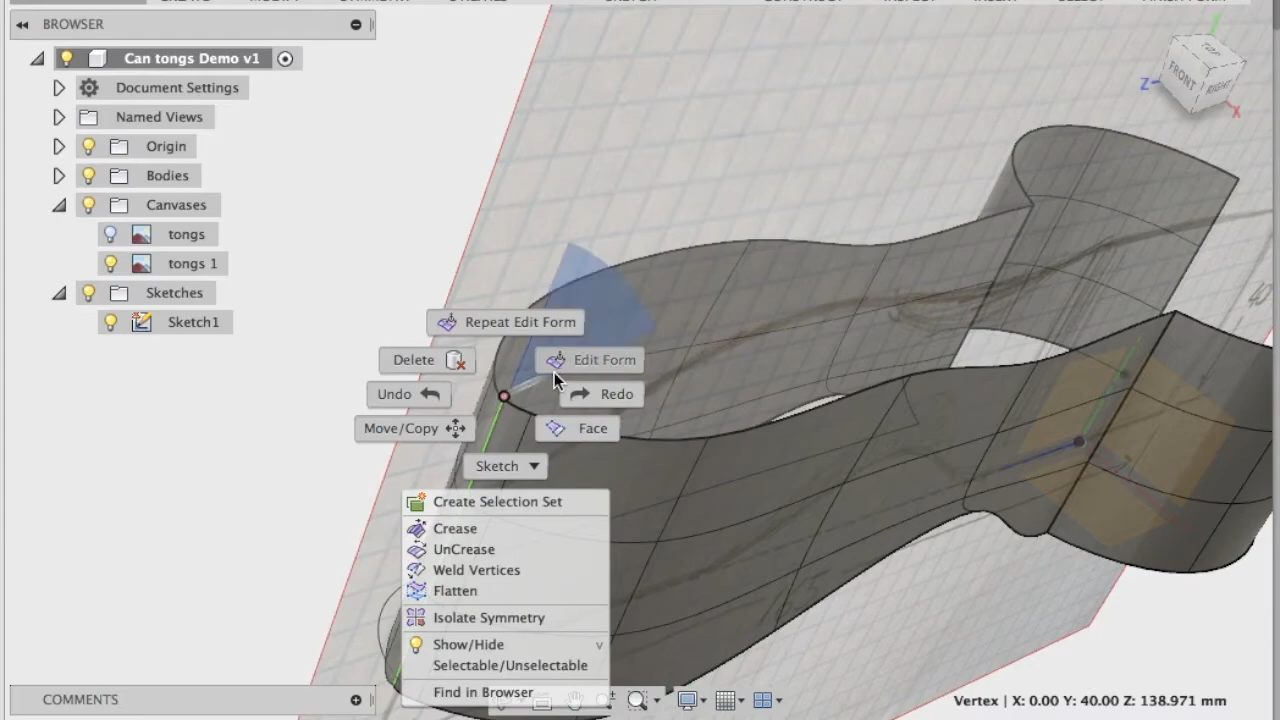 BROWSER
Can tongs Demo v1
Document Settings
Named Views
Origin
Bodies
Canvases
tongs
tongs 1
Sketches
Sketch1
TOP
FRONT
RIGHT
Z
X
Repeat Edit Form
Delete
Edit Form
Undo
Redo
Move/Copy
Face
Sketch
Create Selection Set
Crease
UnCrease
Weld Vertices
Flatten
Isolate Symmetry
Show/Hide v
Selectable/Unselectable
Find in Browser
COMMENTS
Vertex | X: 0.00 Y: 40.00 Z: 138.971 mm